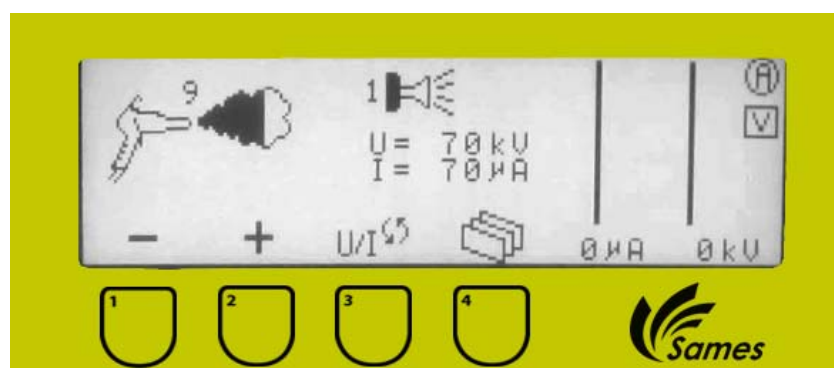 9
1
U = 70kV
I = 70µA
- + U/I
0µA 0kV
A
V
1 2 3 4
Sames